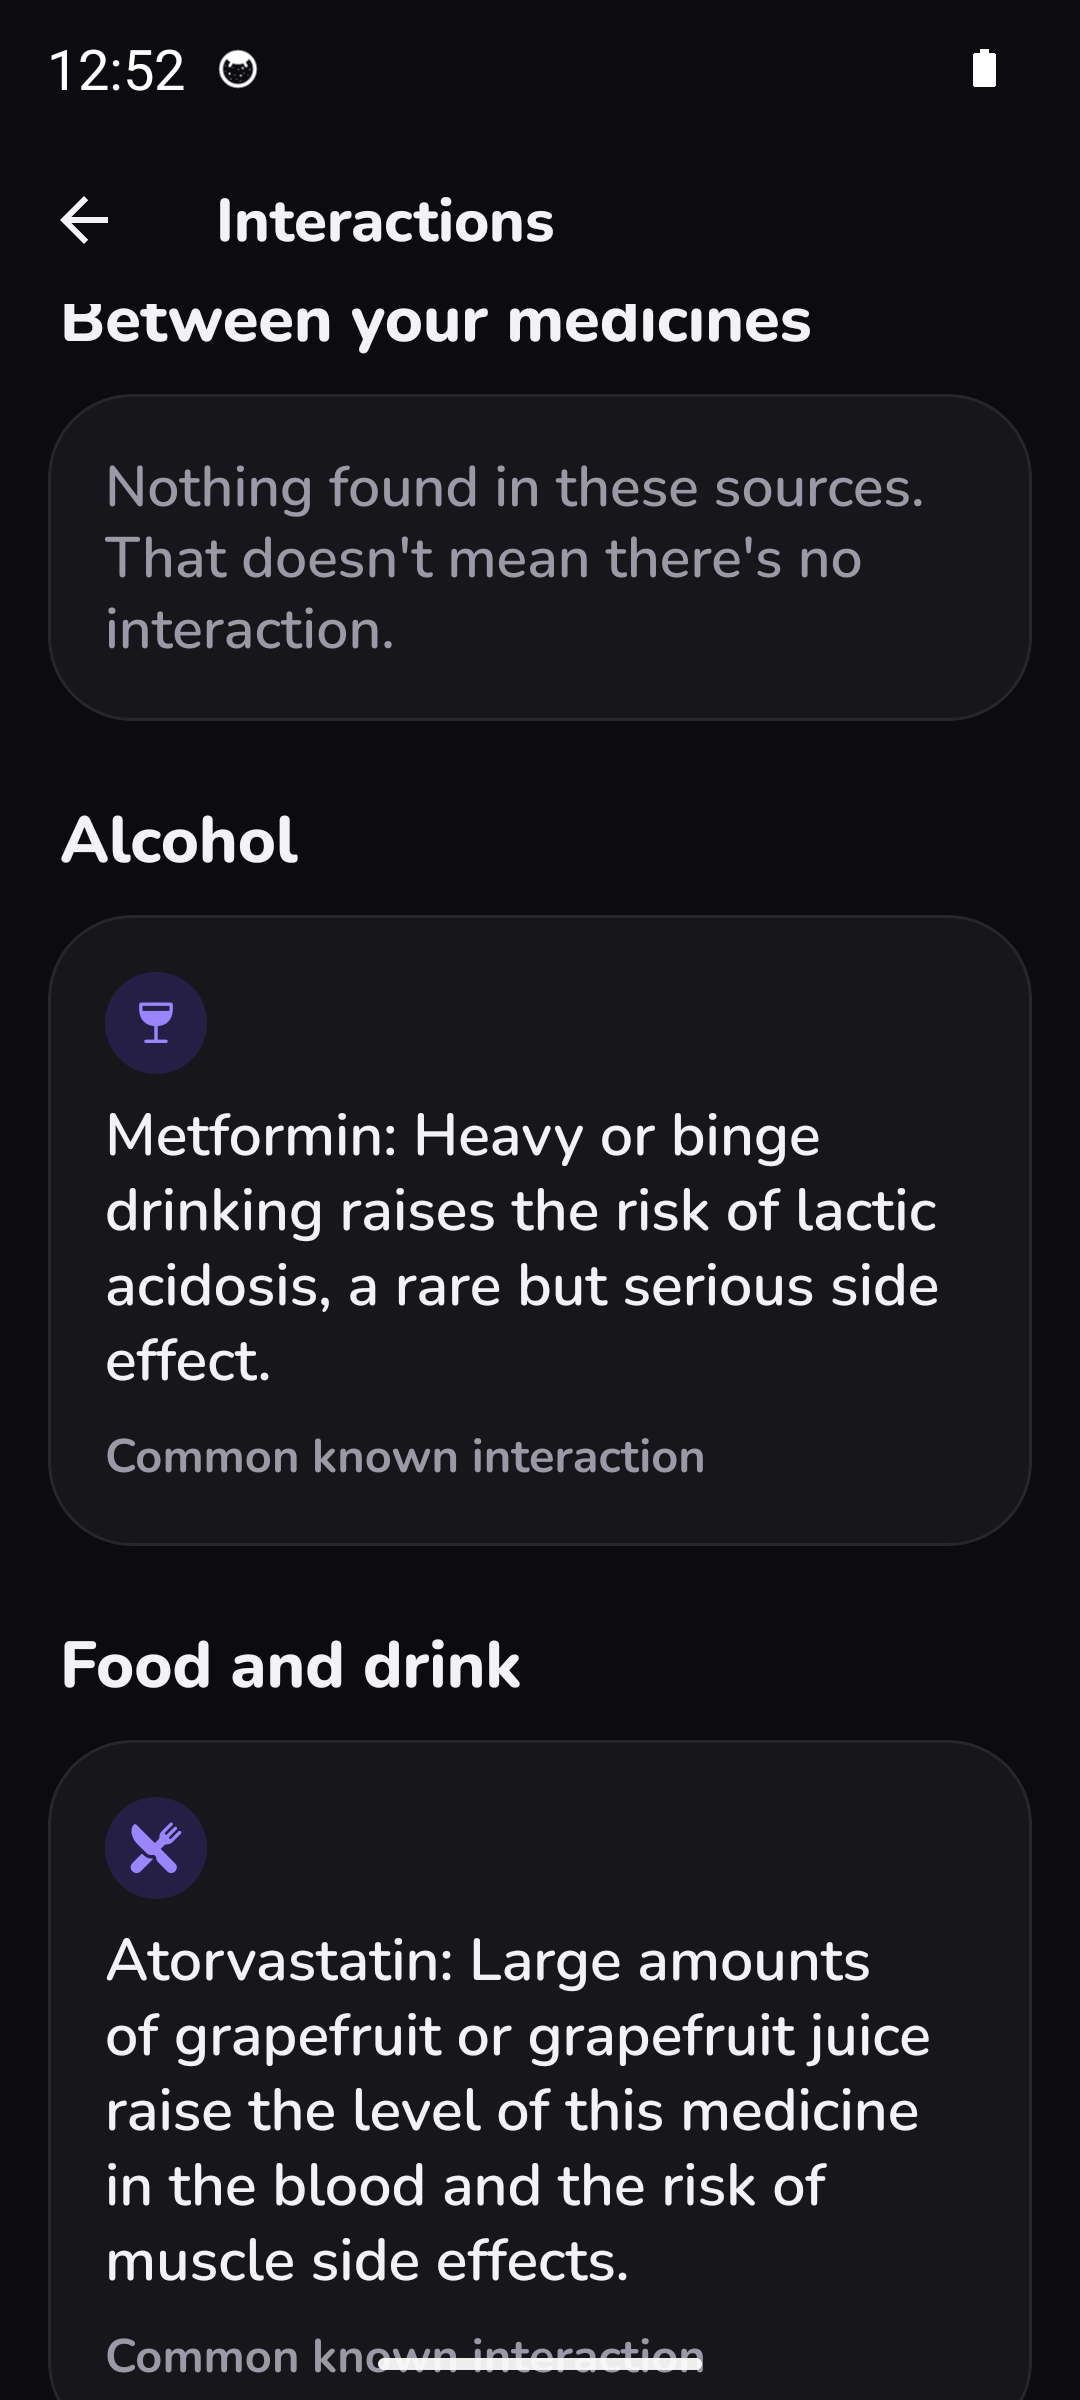 12:52
Interactions
Between your medicines
Nothing found in these sources.
That doesn't mean there's no
interaction.
Alcohol
Metformin: Heavy or binge
drinking raises the risk of lactic
acidosis, a rare but serious side
effect.
Common known interaction
Food and drink
Atorvastatin: Large amounts
of grapefruit or grapefruit juice
raise the level of this medicine
in the blood and the risk of
muscle side effects.
Common known interaction